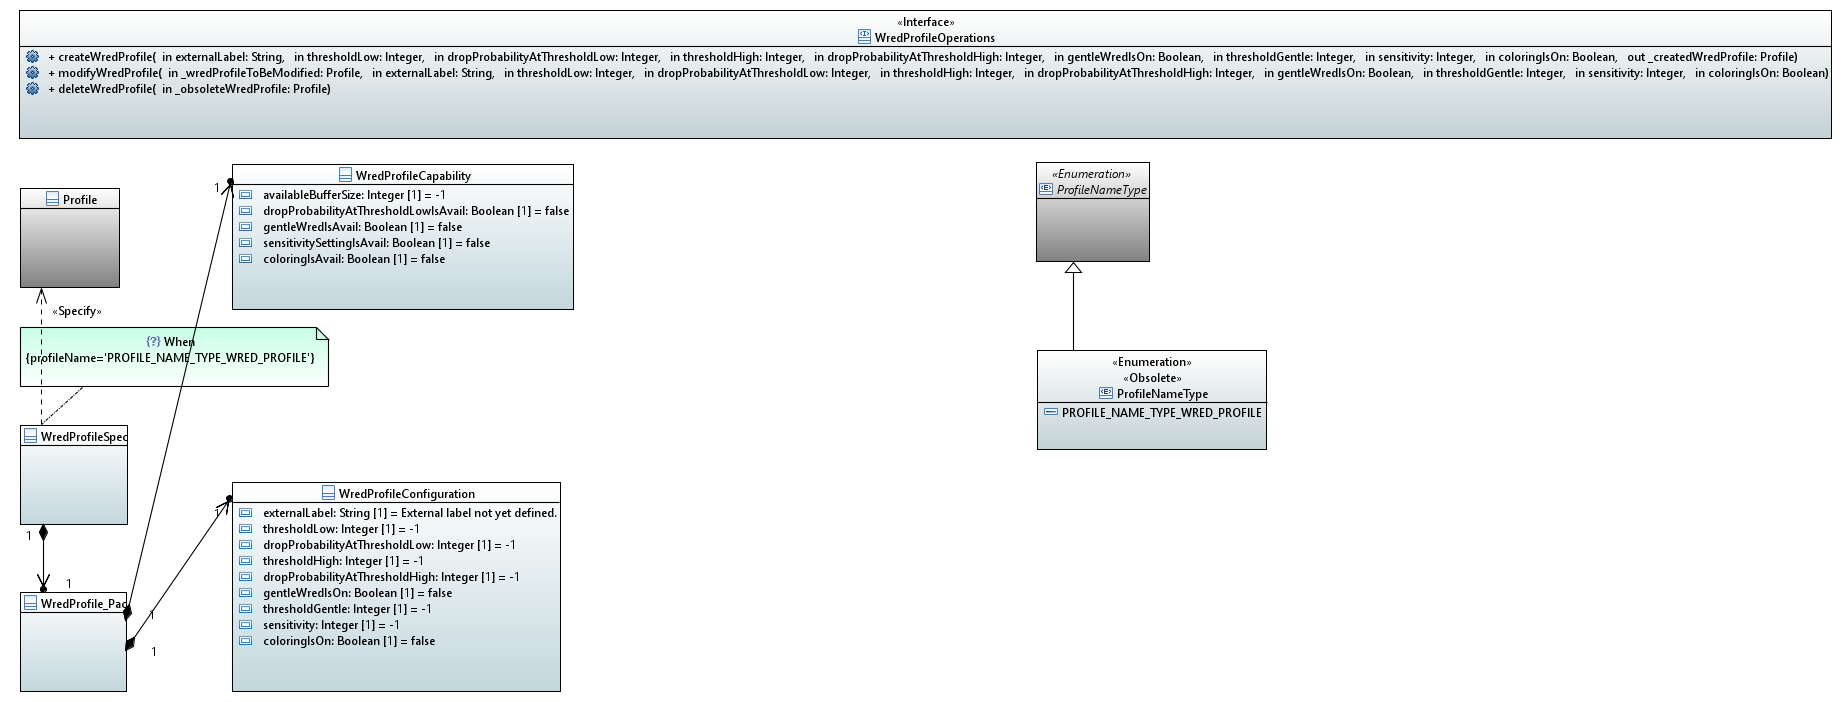 «Interface»
WredProfileOperations
+ createWredProfile( in externalLabel: String, in thresholdLow: Integer, in dropProbabilityAtThresholdLow: Integer, in thresholdHigh: Integer, in dropProbabilityAtThresholdHigh: Integer, in gentleWredIsOn: Boolean, in thresholdGentle: Integer, in sensitivity: Integer, in coloringIsOn: Boolean, out _createdWredProfile: Profile)
+ modifyWredProfile( in _wredProfileToBeModified: Profile, in externalLabel: String, in thresholdLow: Integer, in dropProbabilityAtThresholdLow: Integer, in thresholdHigh: Integer, in dropProbabilityAtThresholdHigh: Integer, in gentleWredIsOn: Boolean, in thresholdGentle: Integer, in sensitivity: Integer, in coloringIsOn: Boolean)
+ deleteWredProfile( in _obsoleteWredProfile: Profile)
Profile
«Specify»
{?} When
{profileName='PROFILE_NAME_TYPE_WRED_PROFILE'}
WredProfileSpec
1
1
WredProfile_Pac
1
1
1
WredProfileCapability
availableBufferSize: Integer [1] = -1
dropProbabilityAtThresholdLowIsAvail: Boolean [1] = false
gentleWredIsAvail: Boolean [1] = false
sensitivitySettingIsAvail: Boolean [1] = false
coloringIsAvail: Boolean [1] = false
1
WredProfileConfiguration
externalLabel: String [1] = External label not yet defined.
thresholdLow: Integer [1] = -1
dropProbabilityAtThresholdLow: Integer [1] = -1
thresholdHigh: Integer [1] = -1
dropProbabilityAtThresholdHigh: Integer [1] = -1
gentleWredIsOn: Boolean [1] = false
thresholdGentle: Integer [1] = -1
sensitivity: Integer [1] = -1
coloringIsOn: Boolean [1] = false
«Enumeration»
ProfileNameType
«Enumeration»
«Obsolete»
ProfileNameType
PROFILE_NAME_TYPE_WRED_PROFILE